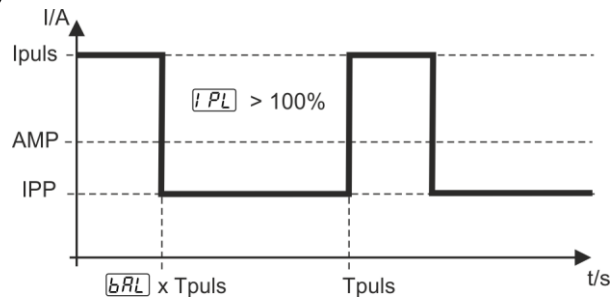 I/A
Ipuls
IPL > 100%
AMP
IPP
t/s
bAL x Tpuls
Tpuls